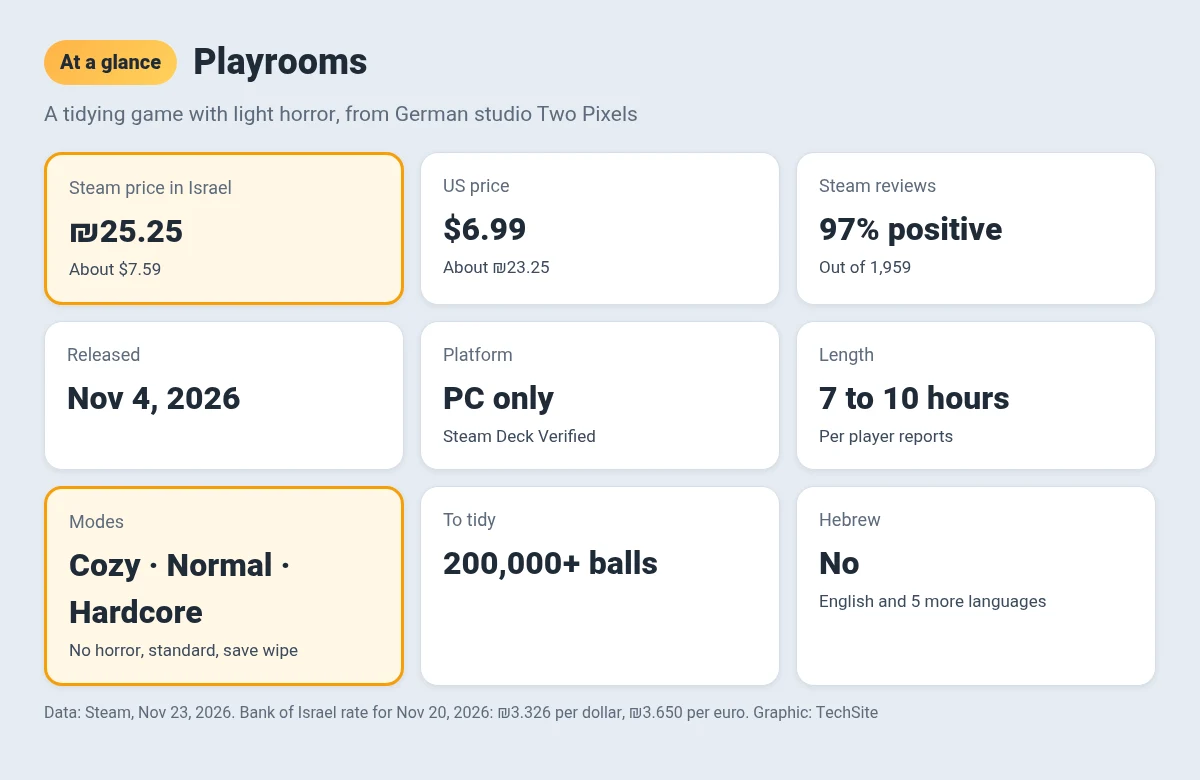 At a glance
Playrooms
A tidying game with light horror, from German studio Two Pixels
Steam price in Israel
₪25.25
About $7.59
US price
$6.99
About ₪23.25
Steam reviews
97% positive
Out of 1,959
Released
Nov 4, 2026
Platform
PC only
Steam Deck Verified
Length
7 to 10 hours
Per player reports
Modes
Cozy · Normal ·
Hardcore
No horror, standard, save wipe
To tidy
200,000+ balls
Hebrew
No
English and 5 more languages
Data: Steam, Nov 23, 2026. Bank of Israel rate for Nov 20, 2026: ₪3.326 per dollar, ₪3.650 per euro. Graphic: TechSite